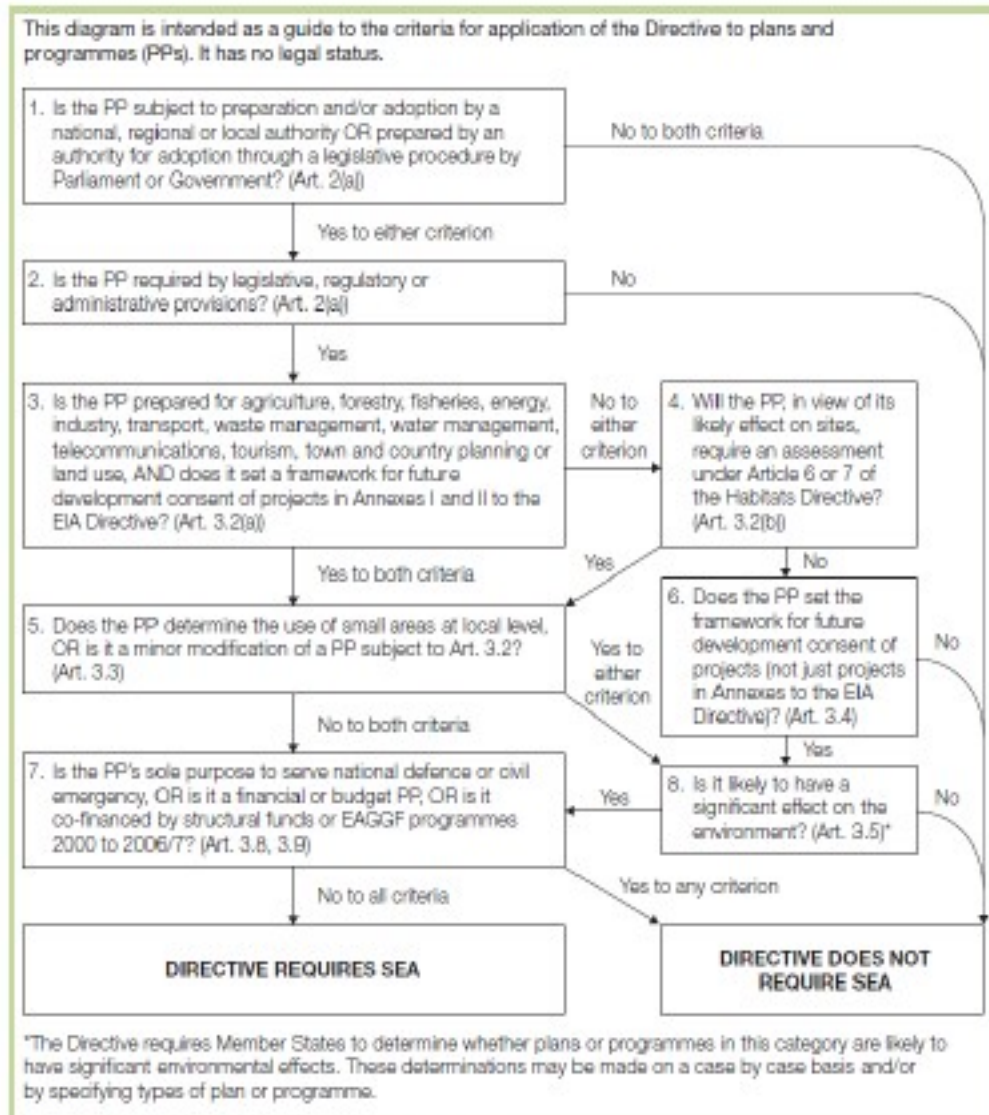 This diagram is intended as a guide to the criteria for application of the Directive to plans and
programmes (PPs). It has no legal status.
1. Is the PP subject to preparation and/or adoption by a
national, regional or local authority OR prepared by an
authority for adoption through a legislative procedure by
Parliament or Government? (Art. 2(a))
No to both criteria
Yes to either criterion
2. Is the PP required by legislative, regulatory or
administrative provisions? (Art. 2(a))
No
Yes
3. Is the PP prepared for agriculture, forestry, fisheries, energy,
industry, transport, waste management, water management,
telecommunications, tourism, town and country planning or
land use, AND does it set a framework for future
development consent of projects in Annexes I and II to the
EIA Directive? (Art. 3.2(a))
No to
either
criterion
4. Will the PP, in view of its
likely effect on sites,
require an assessment
under Article 6 or 7 of
the Habitats Directive?
(Art. 3.2(b))
Yes to both criteria
Yes
No
5. Does the PP determine the use of small areas at local level,
OR is it a minor modification of a PP subject to Art. 3.2?
(Art. 3.3)
Yes to
either
criterion
6. Does the PP set the
framework for future
development consent of
projects (not just projects
in Annexes to the EIA
Directive)? (Art. 3.4)
No
No to both criteria
Yes
7. Is the PP's sole purpose to serve national defence or civil
emergency, OR is it a financial or budget PP, OR is it
co-financed by structural funds or EAGGF programmes
2000 to 2006/7? (Art. 3.8, 3.9)
Yes
8. Is it likely to have a
significant effect on the
environment? (Art. 3.5)*
No
No to all criteria
Yes to any criterion
DIRECTIVE REQUIRES SEA
DIRECTIVE DOES NOT
REQUIRE SEA
*The Directive requires Member States to determine whether plans or programmes in this category are likely to
have significant environmental effects. These determinations may be made on a case by case basis and/or
by specifying types of plan or programme.